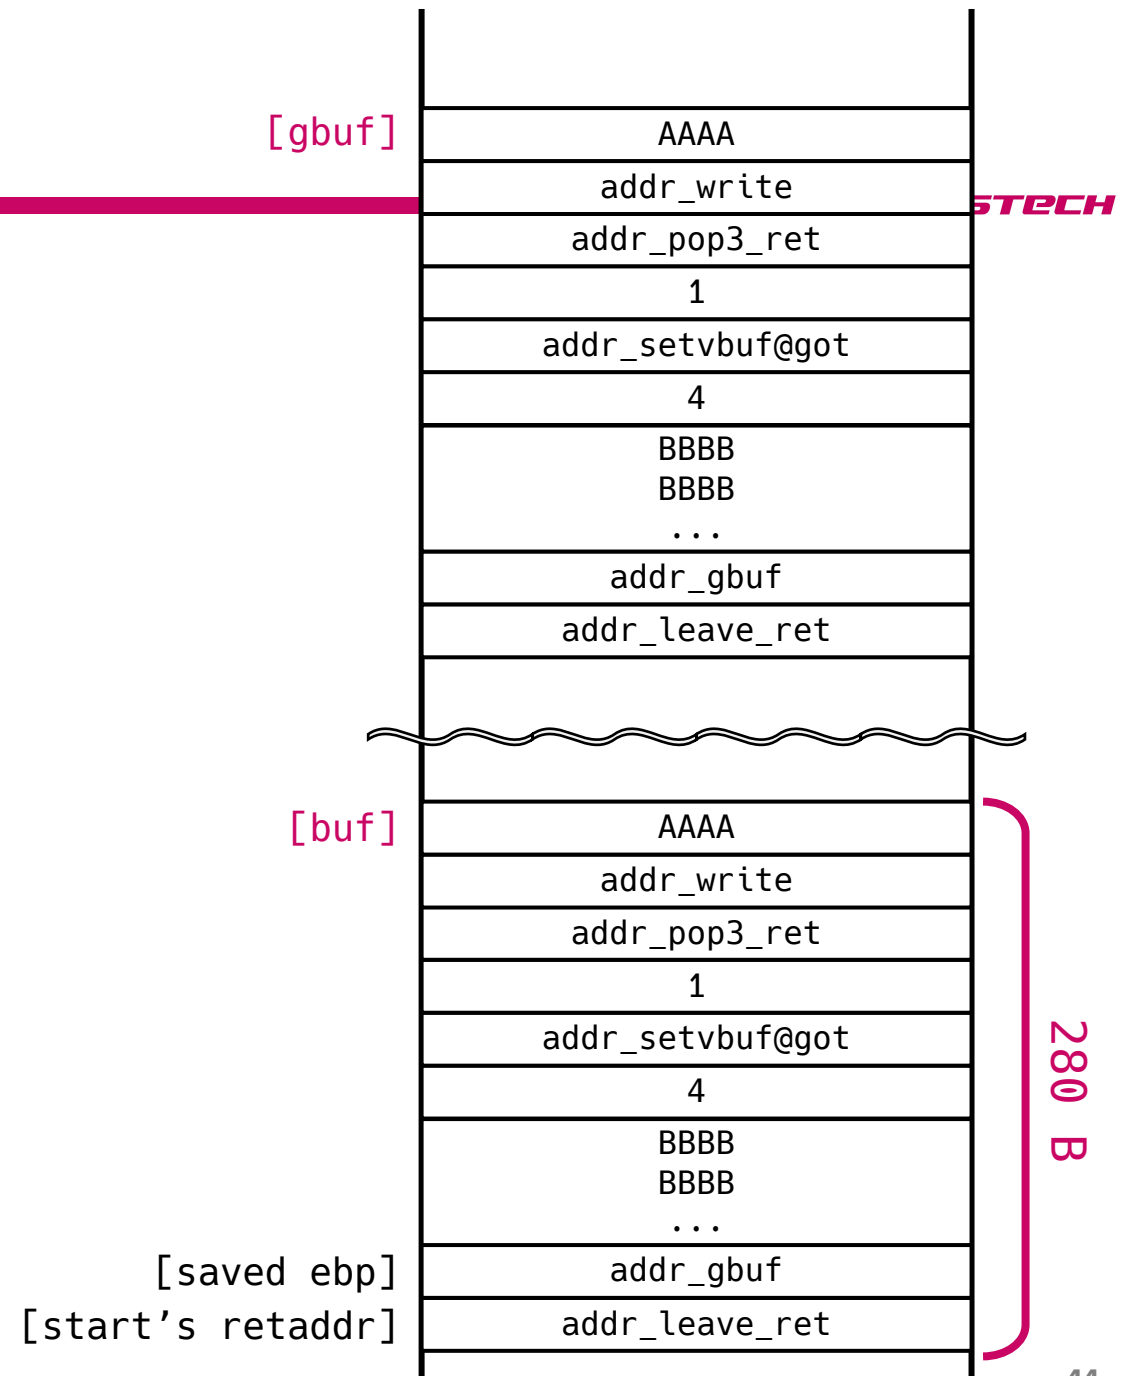 [gbuf] AAAA
addr_write
STECH
addr_pop3_ret
1
addr_setvbuf@got
4
BBBB
BBBB
...
addr_gbuf
addr_leave_ret
[buf] AAAA
addr_write
addr_pop3_ret
1
addr_setvbuf@got
4
BBBB
BBBB
...
[saved ebp] addr_gbuf
[start’s retaddr] addr_leave_ret
280 B